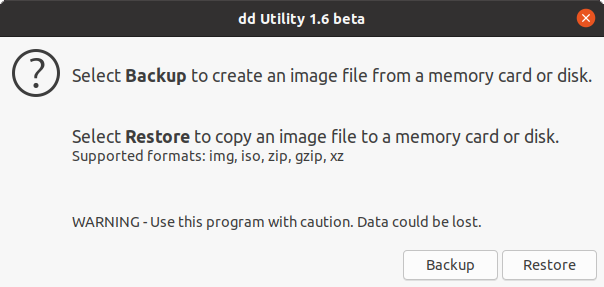 dd Utility 1.6 beta
Select Backup to create an image file from a memory card or disk.
Select Restore to copy an image file to a memory card or disk.
Supported formats: img, iso, zip, gzip, xz
WARNING - Use this program with caution. Data could be lost.
Backup Restore